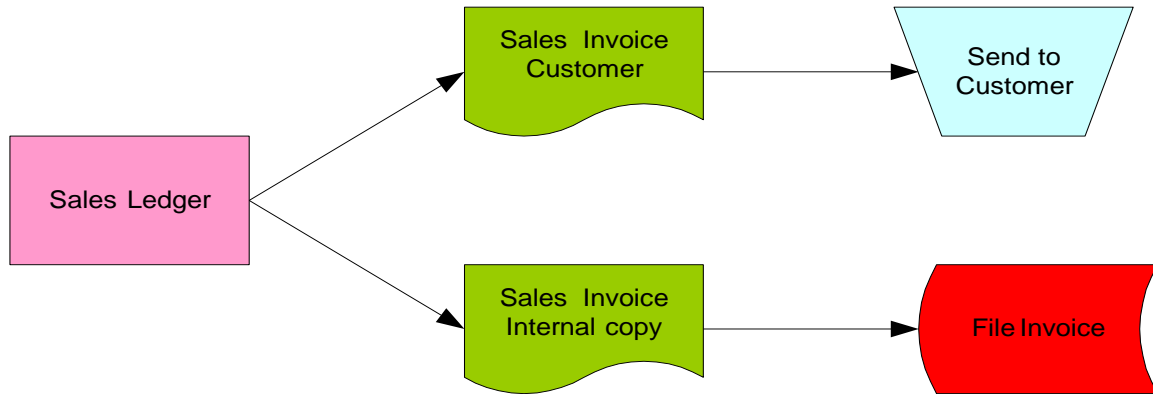 Sales Invoice
Customer
Send to
Customer
Sales Ledger
Sales Invoice
Internal copy
File Invoice